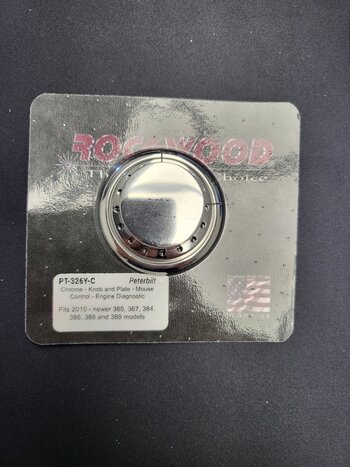 ROCKWOOD
PT-326Y-C Peterbilt
Chrome - Knob and Plate - Mouse
Control - Engine Diagnostic
Fits 2010 - newer 365, 367, 384,
386, 388 and 389 models